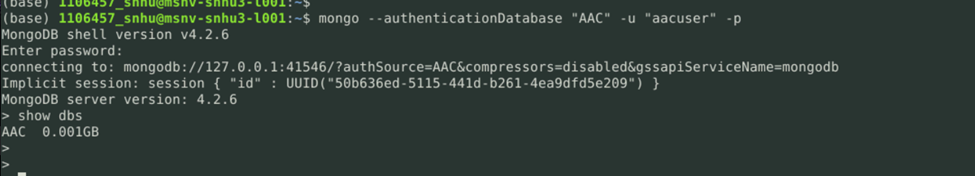 (base) 1106457_snhu@msnv-snhu3-l001:~$
(base) 1106457_snhu@msnv-snhu3-l001:~$ mongo --authenticationDatabase "AAC" -u "aacuser" -p
MongoDB shell version v4.2.6
Enter password:
connecting to: mongodb://127.0.0.1:41546/?authSource=AAC&compressors=disabled&gssapiServiceName=mongodb
Implicit session: session { "id" : UUID("50b636ed-5115-441d-b261-4ea9dfd5e209") }
MongoDB server version: 4.2.6
> show dbs
AAC  0.001GB
>
>